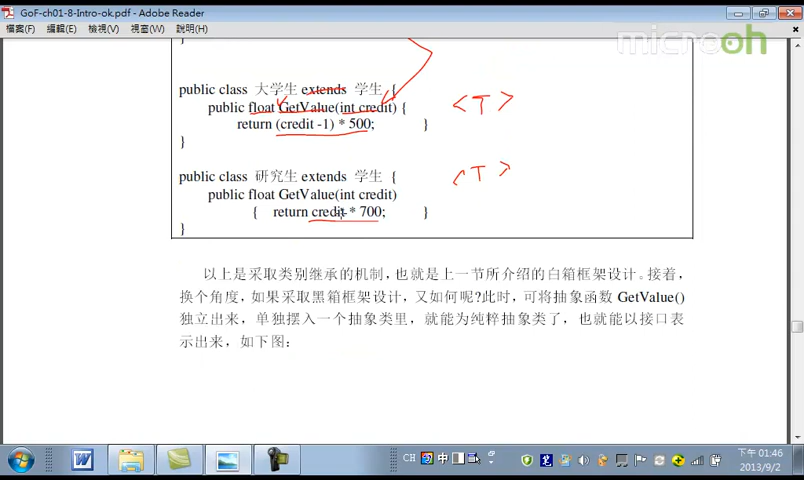 GoF-ch01-8-Intro-ok.pdf - Adobe Reader
檔案(F) 編輯(E) 檢視(V) 視窗(W) 說明(H)
microoh
}
public class 大学生 extends 学生 {
public float GetValue(int credit) {
return (credit -1) * 500; }
}
<T>
public class 研究生 extends 学生 {
public float GetValue(int credit)
{ return credit * 700; }
}
<T>
以上是采取类别继承的机制，也就是上一节所介绍的白箱框架设计。接着，
换个角度，如果采取黑箱框架设计，又如何呢?此时，可将抽象函数 GetValue()
独立出来，单独摆入一个抽象类里，就能为纯粹抽象类了，也就能以接口表
示出来，如下图：
CH 中
下午 01:46
2013/9/2